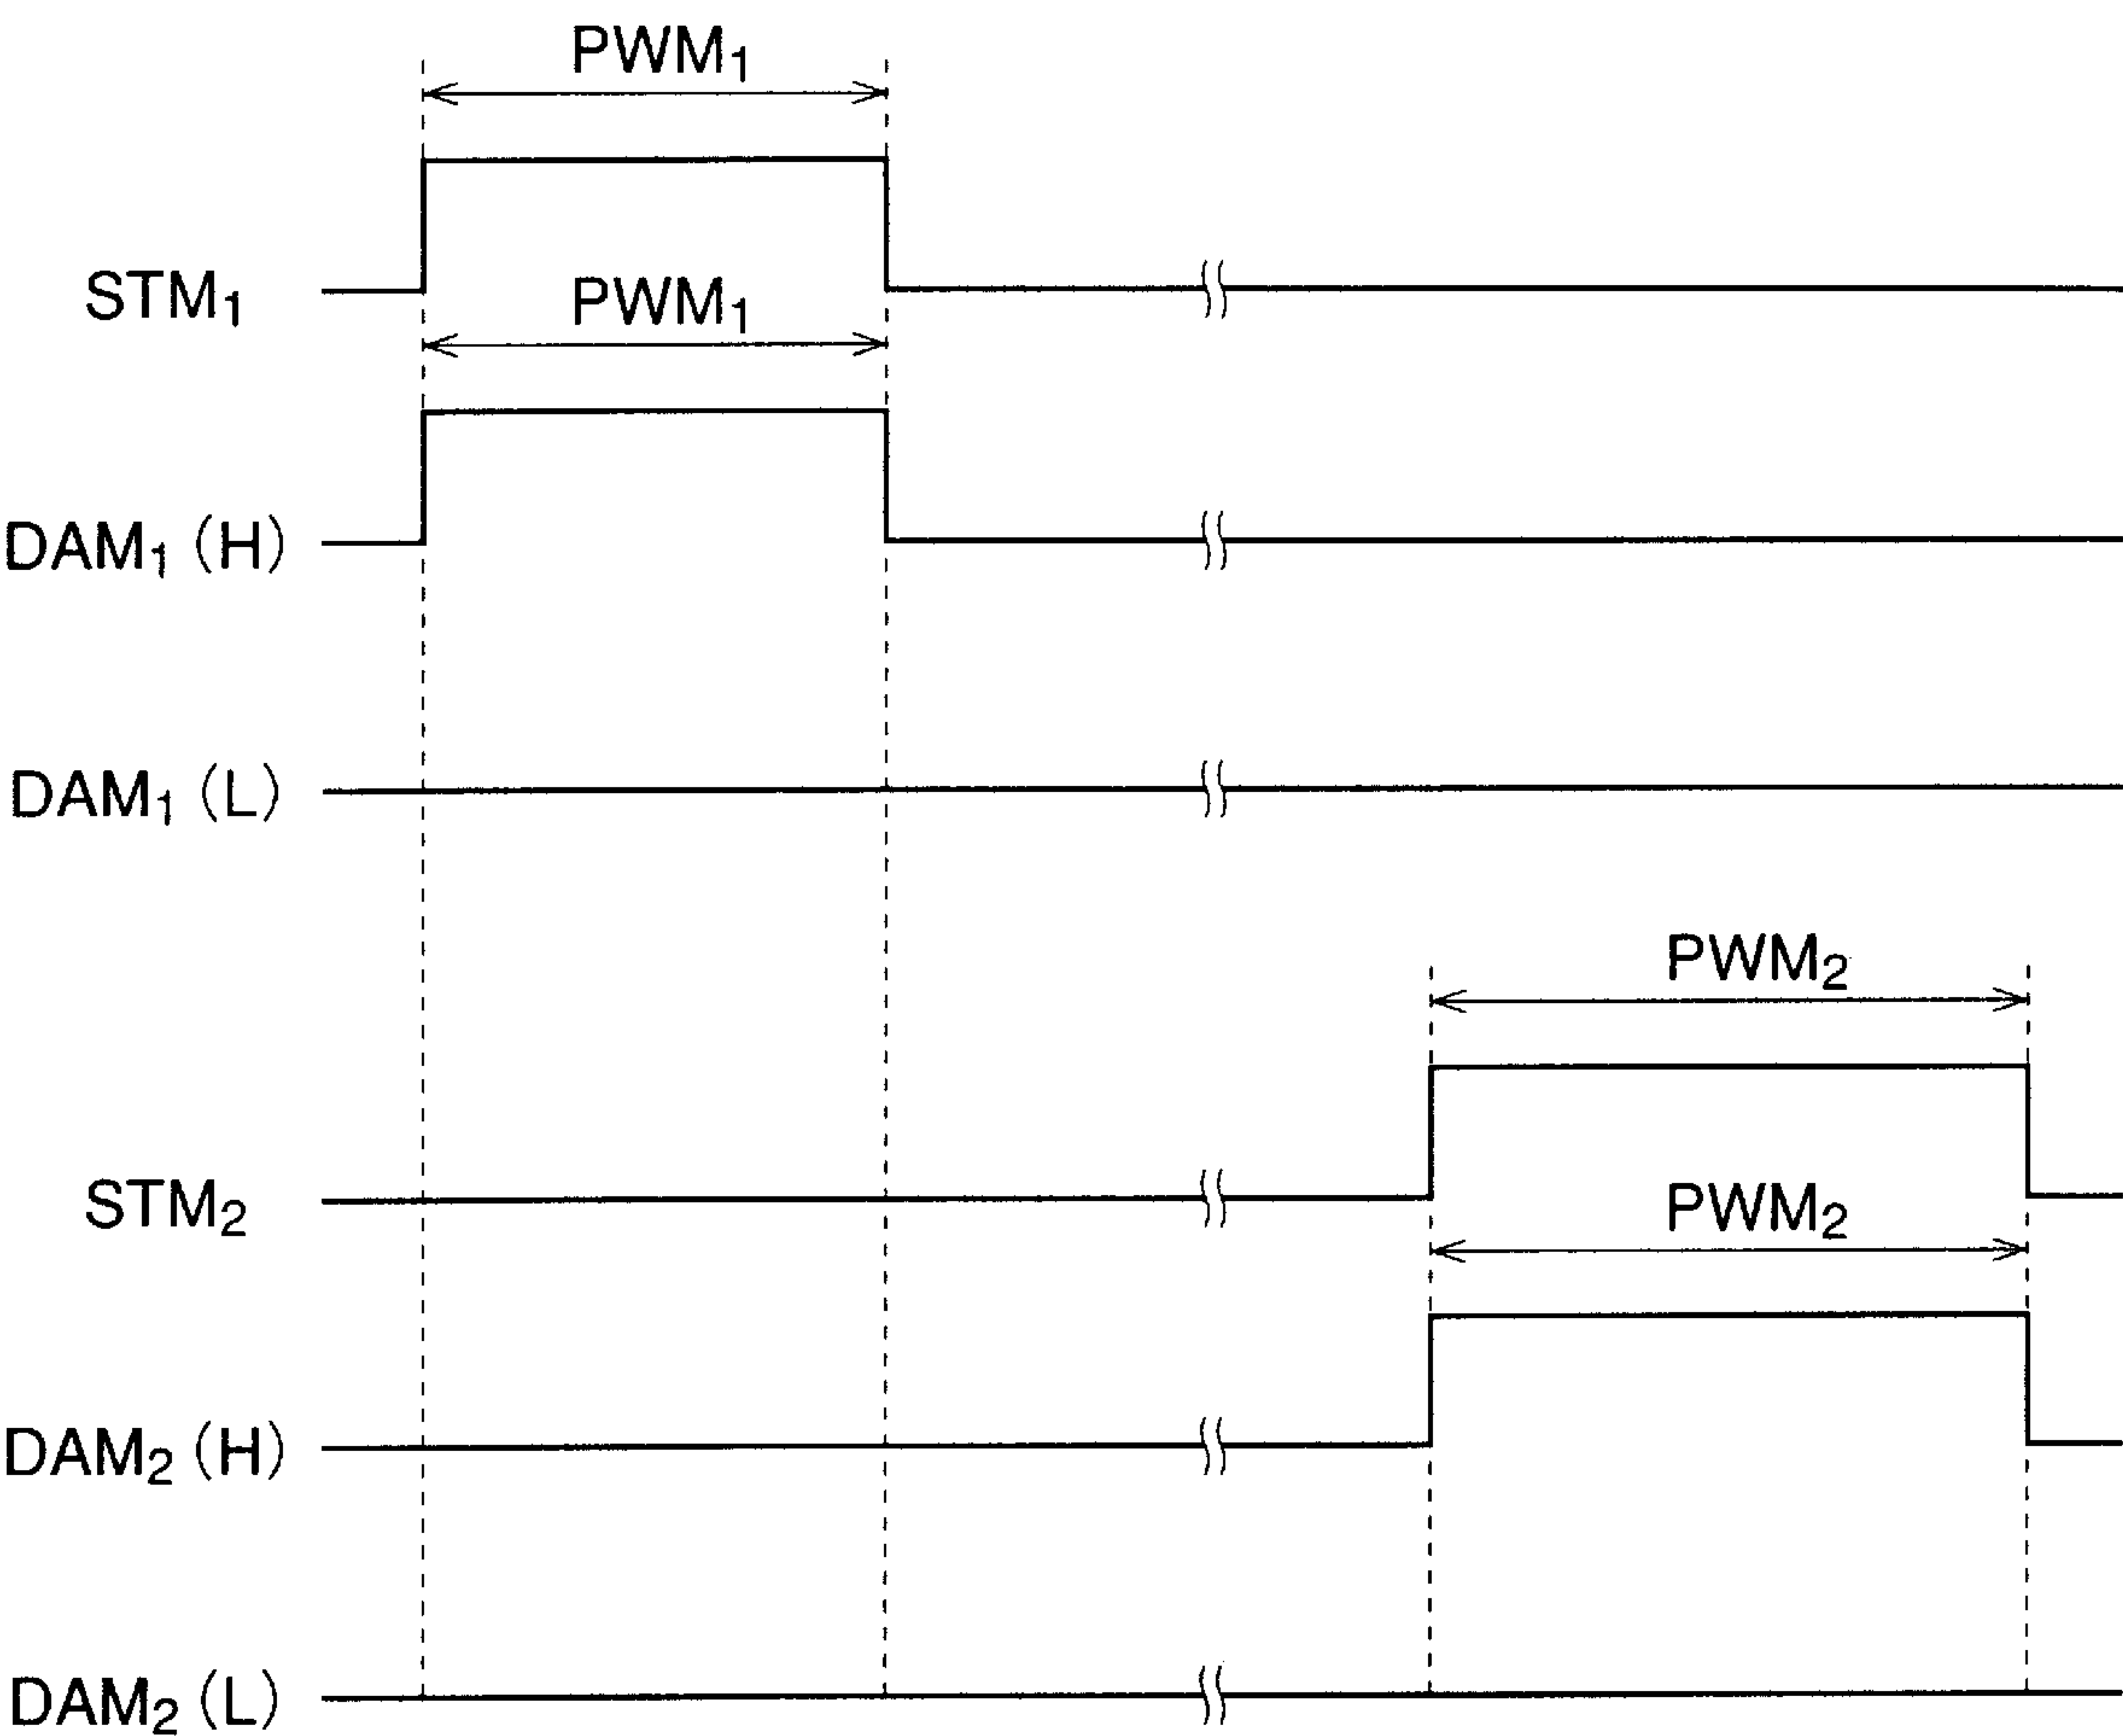 PWM₁
STM₁
PWM₁
DAM₁ (H)
DAM₁ (L)
PWM₂
STM₂
PWM₂
DAM₂ (H)
DAM₂ (L)